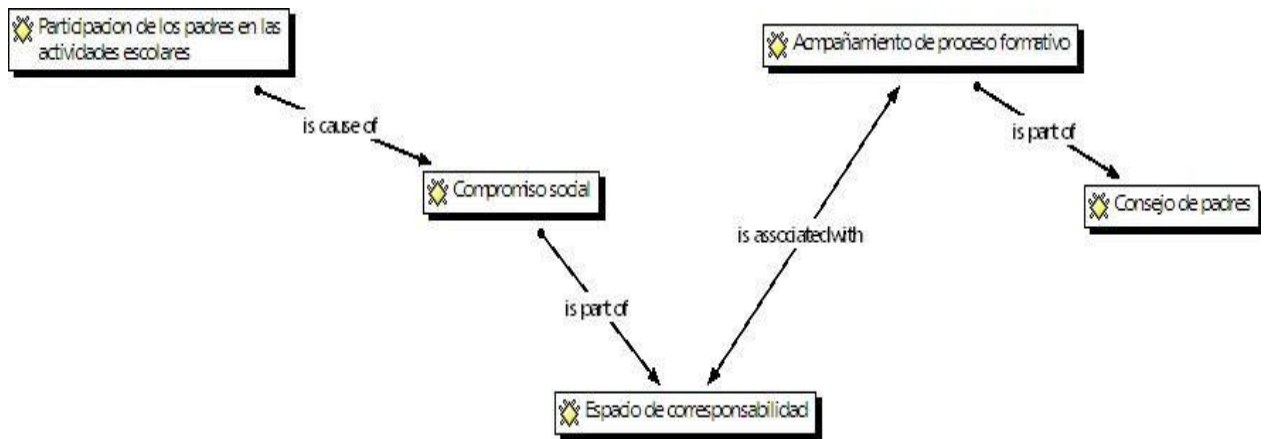 Participacion de los padres en las
actividades escolares
Acmpañamiento de proceso formativo
is cause of
is part of
Compromiso social
Consejo de padres
is associated with
is part of
Espacio de corresponsabilidad